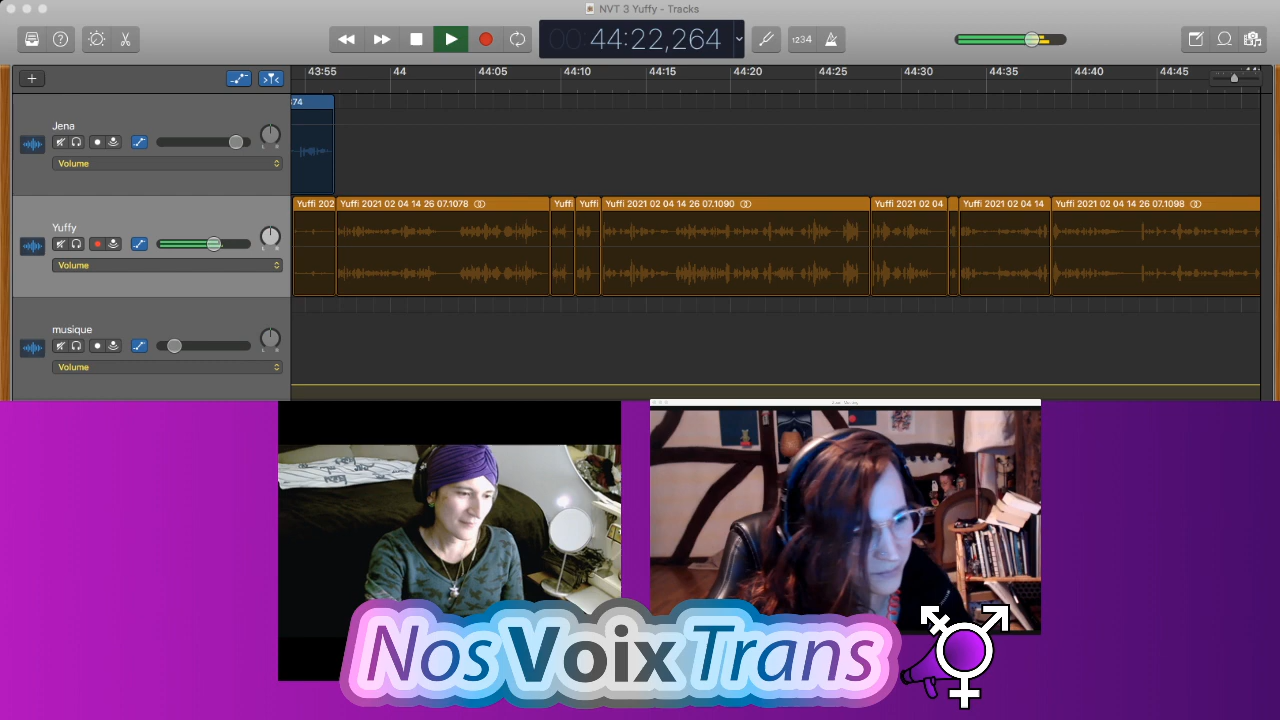 NVT 3 Yuffy - Tracks
0044:22,264
1234
43:55
44
44:05
44:10
44:15
44:20
44:25
44:30
44:35
44:40
44:45
Jena
Volume
74
Yuffy
Volume
Yuffi 202
Yuffi 2021 02 04 14 26 07.1078
Yuffi
Yuffi
Yuffi 2021 02 04 14 26 07.1090
Yuffi 2021 02 04
Yuffi 2021 02 04 14
Yuffi 2021 02 04 14 26 07.1098
musique
Volume
L R
L R
L R
Nos Voix Trans